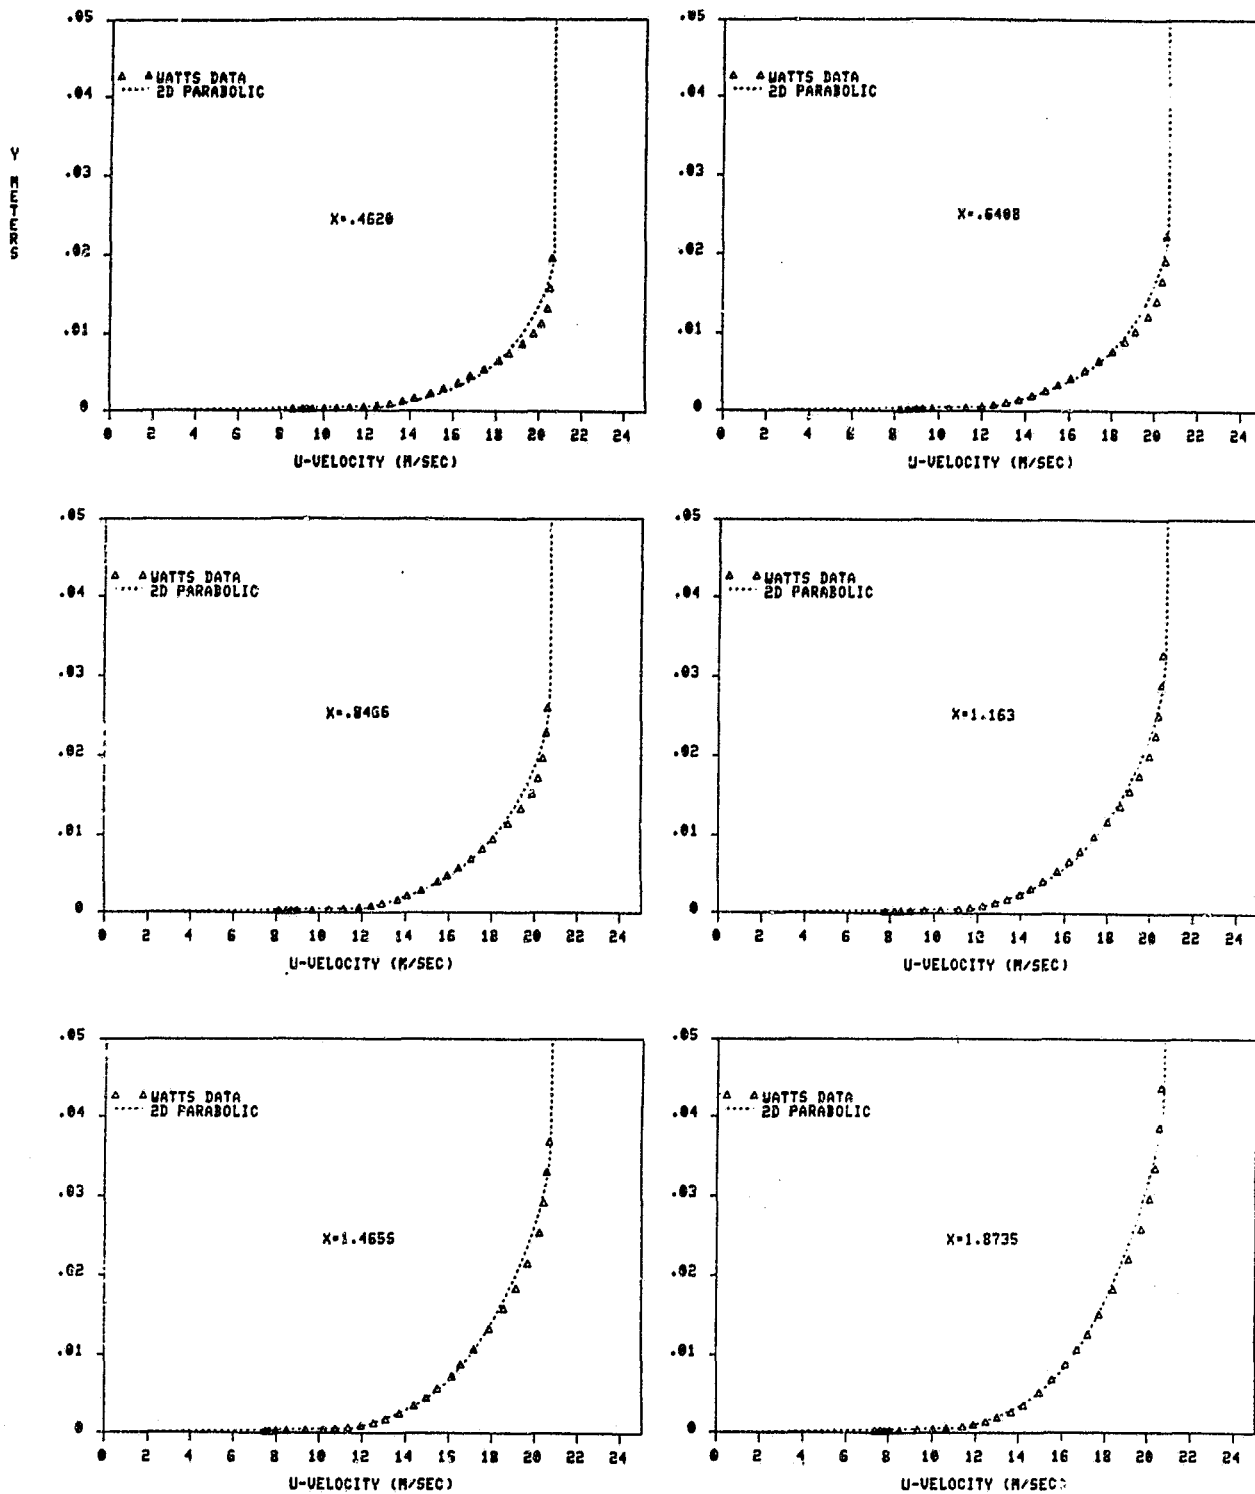 .05
WATTS DATA
.04
2D PARABOLIC
Y METERS
.03
X=.4620
.02
.01
0
0 2 4 6 8 10 12 14 16 18 20 22 24
U-VELOCITY (M/SEC)
.05
WATTS DATA
.04
2D PARABOLIC
.03
X=.6408
.02
.01
0
0 2 4 6 8 10 12 14 16 18 20 22 24
U-VELOCITY (M/SEC)
.05
WATTS DATA
.04
2D PARABOLIC
.03
X=.8466
.02
.01
0
0 2 4 6 8 10 12 14 16 18 20 22 24
U-VELOCITY (M/SEC)
.05
WATTS DATA
.04
2D PARABOLIC
.03
X=1.163
.02
.01
0
0 2 4 6 8 10 12 14 16 18 20 22 24
U-VELOCITY (M/SEC)
.05
WATTS DATA
.04
2D PARABOLIC
.03
X=1.4655
.02
.01
0
0 2 4 6 8 10 12 14 16 18 20 22 24
U-VELOCITY (M/SEC)
.05
WATTS DATA
.04
2D PARABOLIC
.03
X=1.8735
.02
.01
0
0 2 4 6 8 10 12 14 16 18 20 22 24
U-VELOCITY (M/SEC)